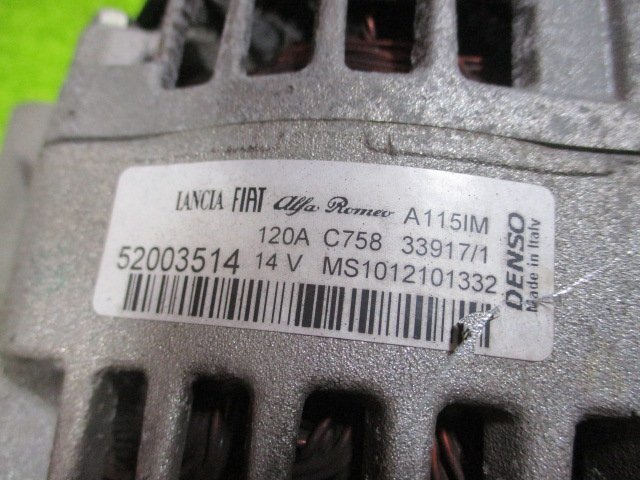 LANCIA FIAT Alfa Romeo A115IM
120A C758 33917/1
52003514 14 V MS1012101332
DENSO
Made in Italy